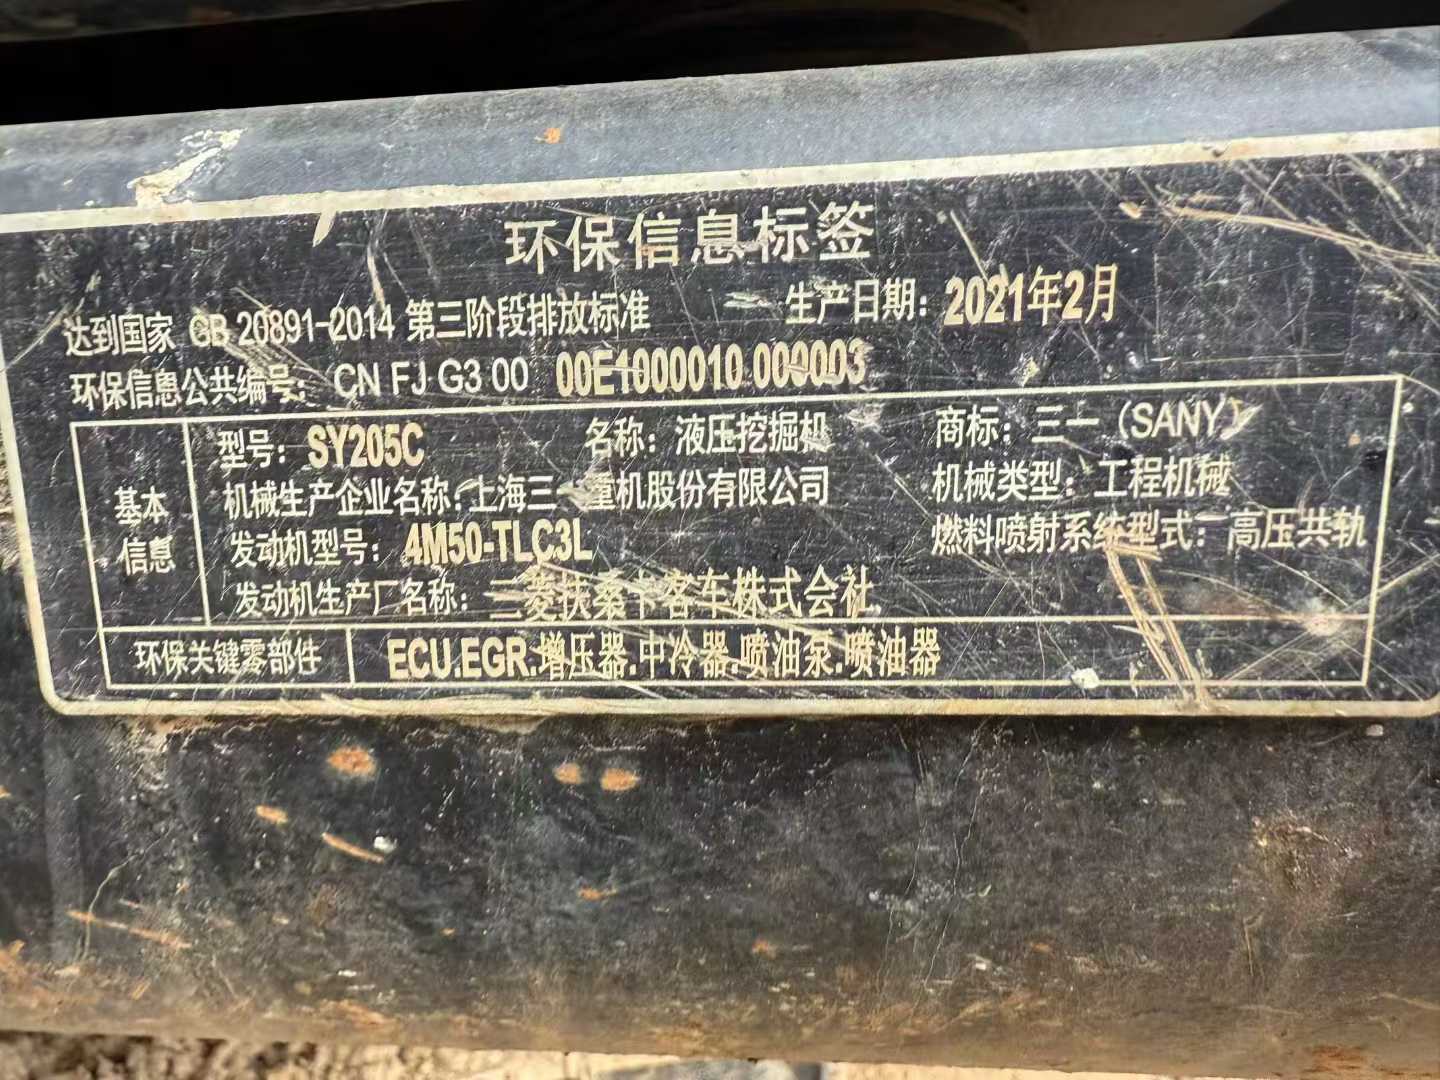 环保信息标签
达到国家 GB 20891-2014 第三阶段排放标准 生产日期：2021年2月
环保信息公共编号： CN FJ G3 00 00E1000010 000003
基本信息
型号：SY205C 名称：液压挖掘机 商标：三一（SANY）
机械生产企业名称：上海三一重机股份有限公司 机械类型：工程机械
发动机型号：4M50-TLC3L 燃料喷射系统型式：高压共轨
发动机生产厂名称：三菱扶桑卡客车株式会社
环保关键零部件 ECU.EGR.增压器.中冷器.喷油泵.喷油器